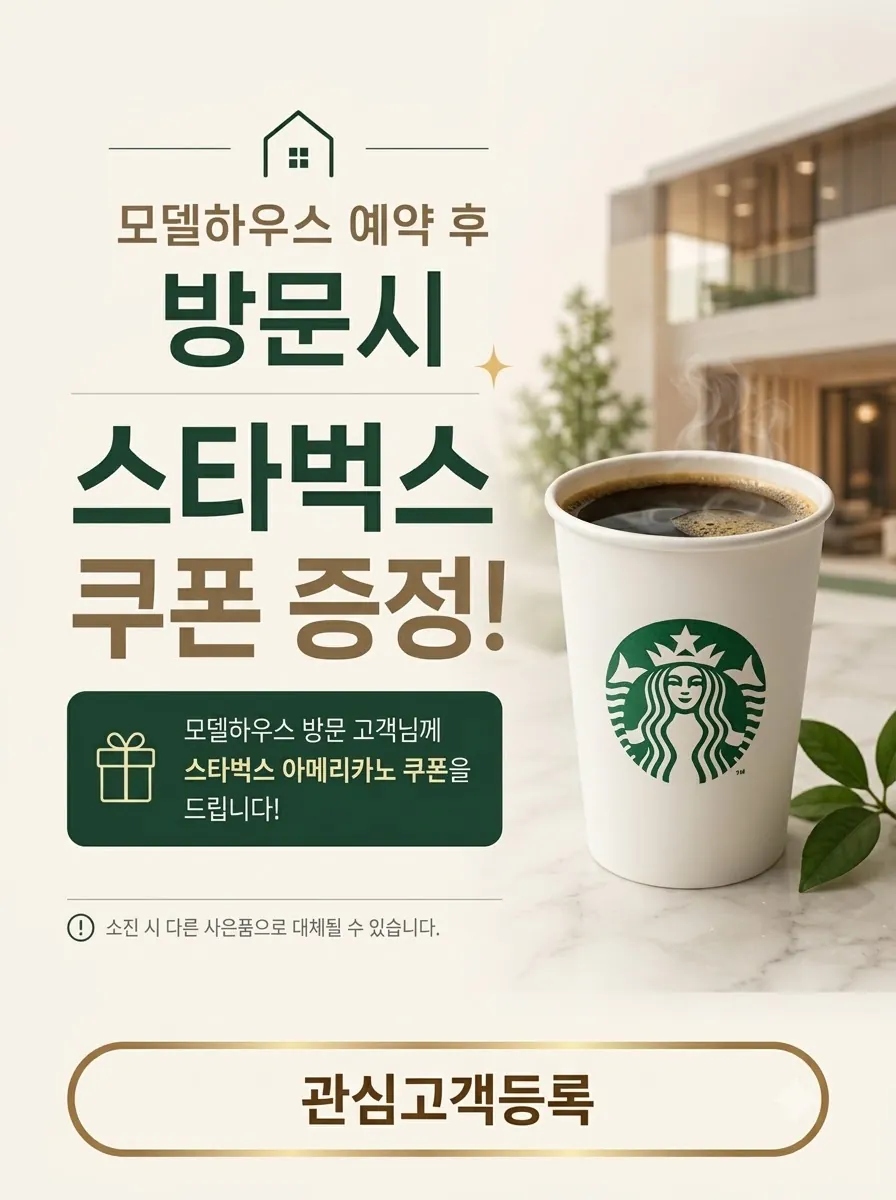 모델하우스 예약 후
방문시
스타벅스
쿠폰 증정!
모델하우스 방문 고객님께
스타벅스 아메리카노 쿠폰을
드립니다!
소진 시 다른 사은품으로 대체될 수 있습니다.
관심고객등록